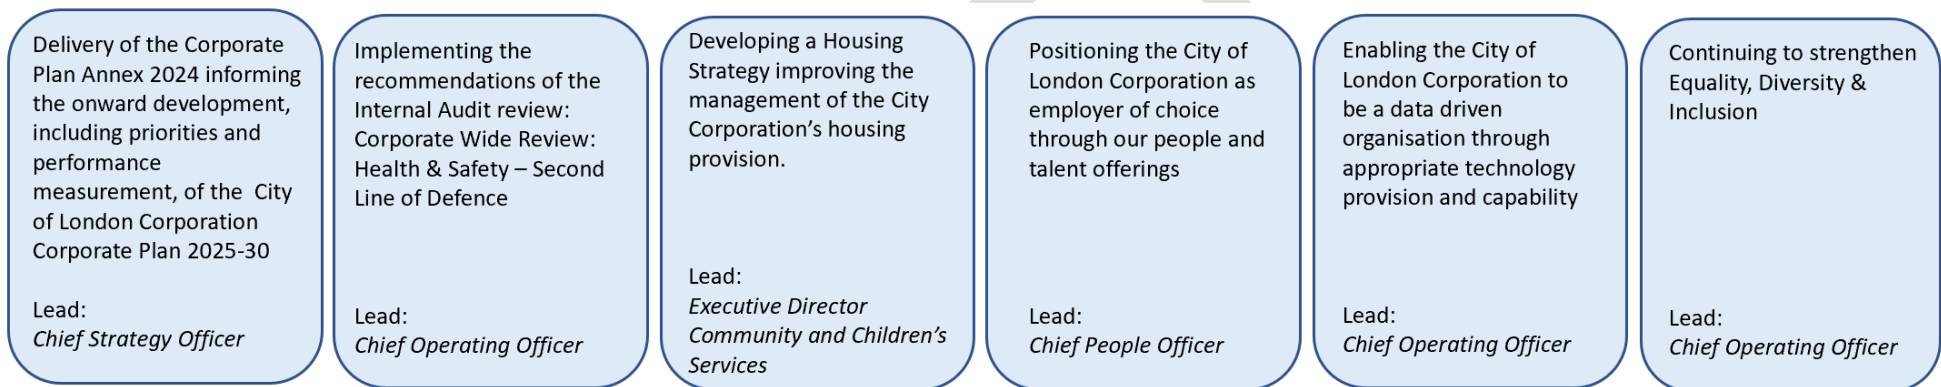 Delivery of the Corporate
Plan Annex 2024 informing
the onward development,
including priorities and
performance
measurement, of the  City
of London Corporation
Corporate Plan 2025-30
Lead:
Chief Strategy Officer
Implementing the
recommendations of the
Internal Audit review:
Corporate Wide Review:
Health & Safety – Second
Line of Defence
Lead:
Chief Operating Officer
Developing a Housing
Strategy improving the
management of the City
Corporation’s housing
provision.
Lead:
Executive Director
Community and Children’s
Services
Positioning the City of
London Corporation as
employer of choice
through our people and
talent offerings
Lead:
Chief People Officer
Enabling the City of
London Corporation to
be a data driven
organisation through
appropriate technology
provision and capability
Lead:
Chief Operating Officer
Continuing to strengthen
Equality, Diversity &
Inclusion
Lead:
Chief Operating Officer